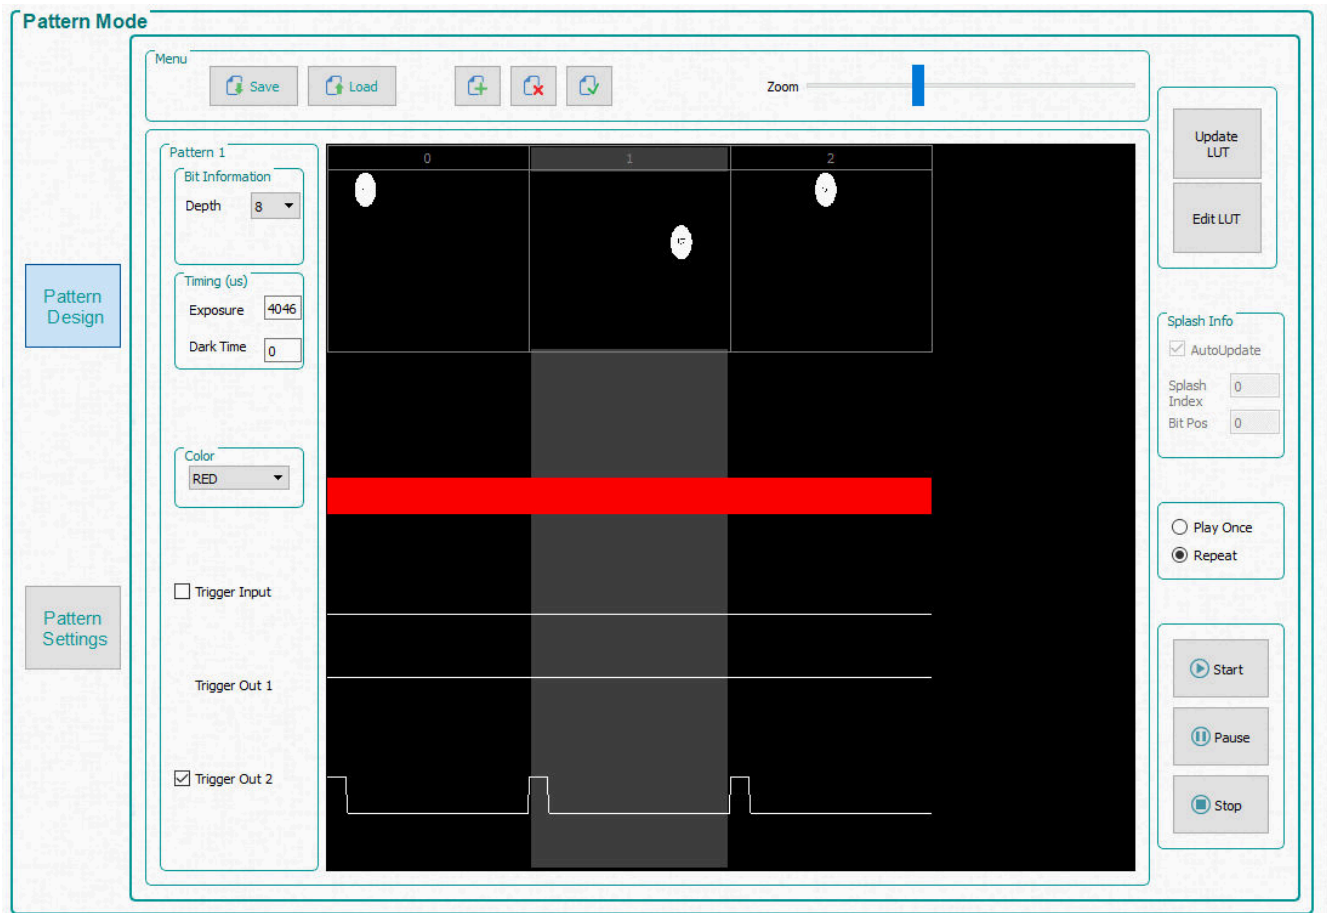 Pattern Mode
Menu
Save
Load
Zoom
Pattern 1
Bit Information
Depth
8
Timing (us)
Exposure
4046
Dark Time
0
Color
RED
Trigger Input
Trigger Out 1
Trigger Out 2
0
1
2
Pattern
Design
Pattern
Settings
Update
LUT
Edit LUT
Splash Info
AutoUpdate
Splash
Index
0
Bit Pos
0
Play Once
Repeat
Start
Pause
Stop